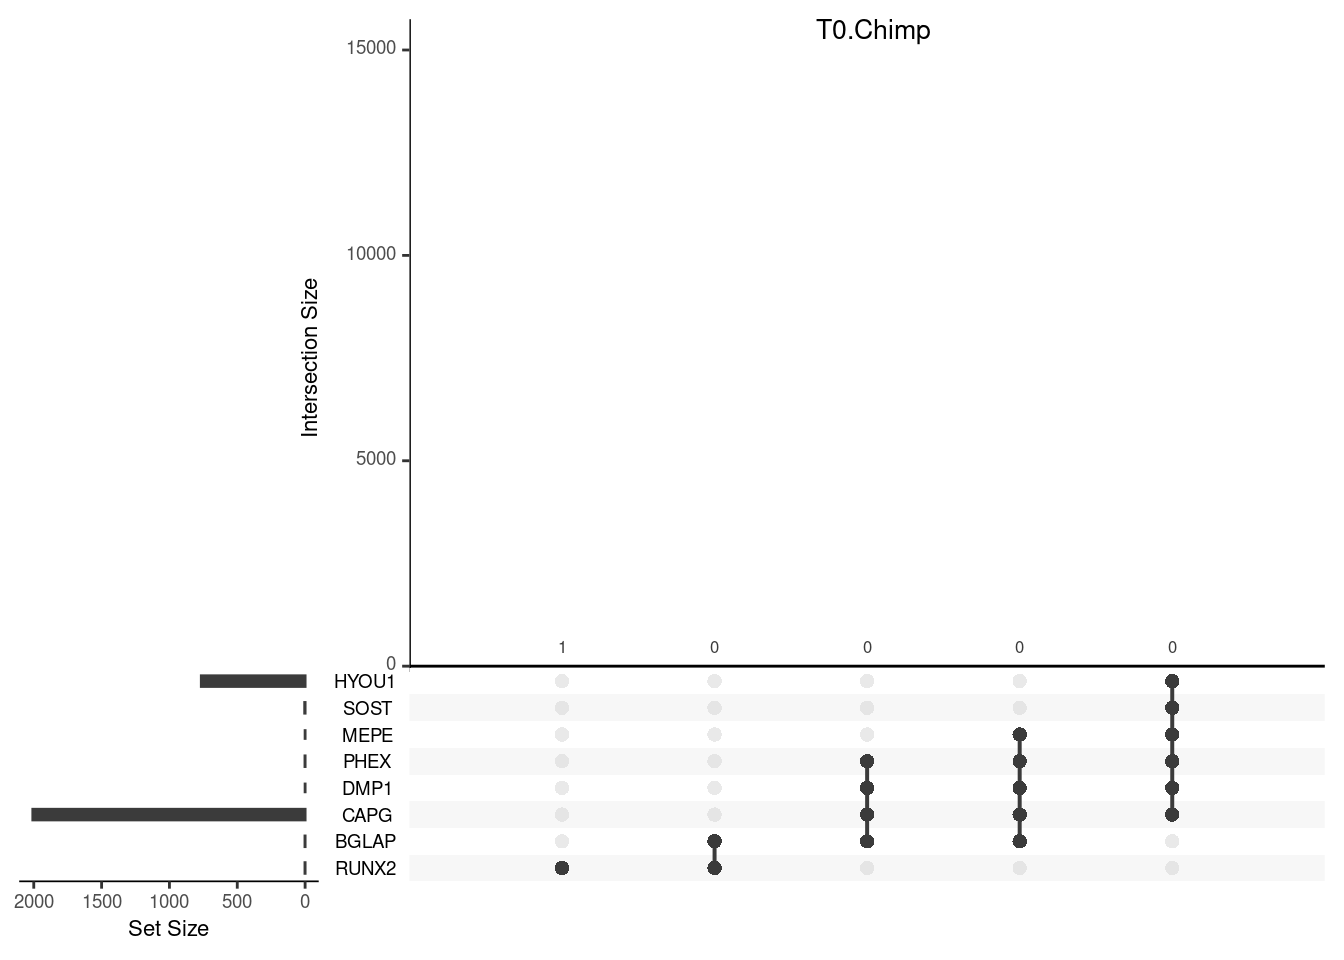 T0.Chimp
15000
10000
5000
0
Intersection Size
1 0 0 0 0
HYOU1
SOST
MEPE
PHEX
DMP1
CAPG
BGLAP
RUNX2
2000 1500 1000 500 0
Set Size